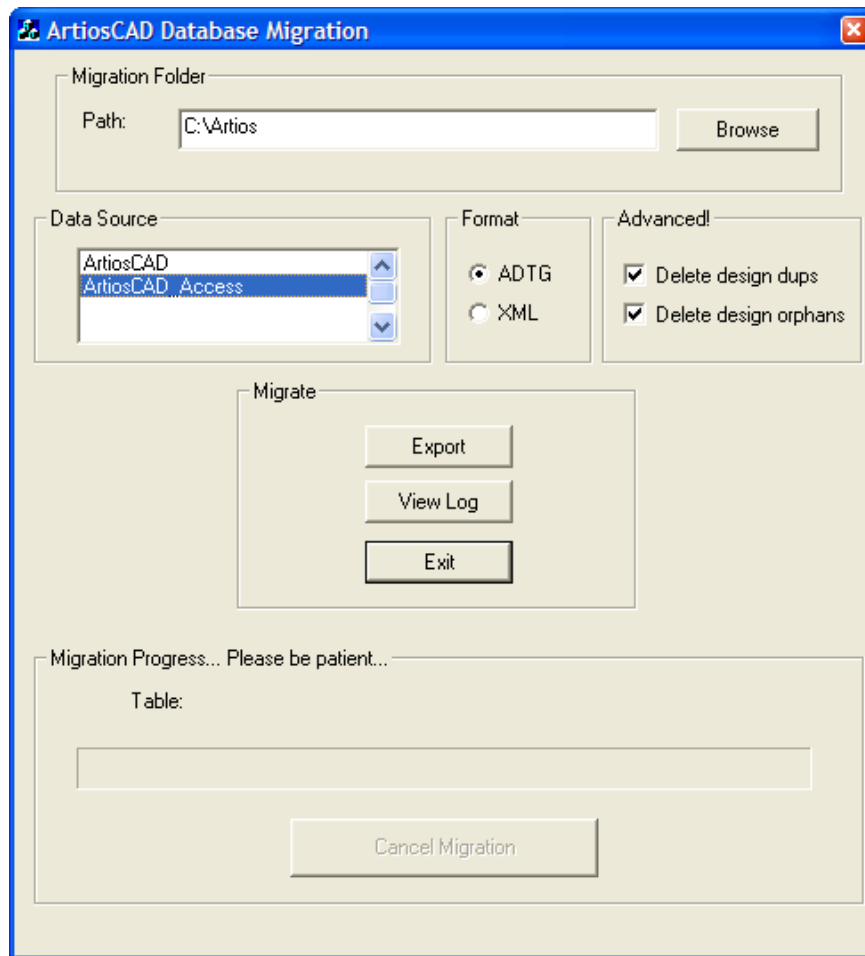 ArtiosCAD Database Migration
Migration Folder
Path:
C:\Artios
Browse
Data Source
ArtiosCAD
ArtiosCAD_Access
Format
ADTG
XML
Advanced!
Delete design dups
Delete design orphans
Migrate
Export
View Log
Exit
Migration Progress... Please be patient...
Table:
Cancel Migration